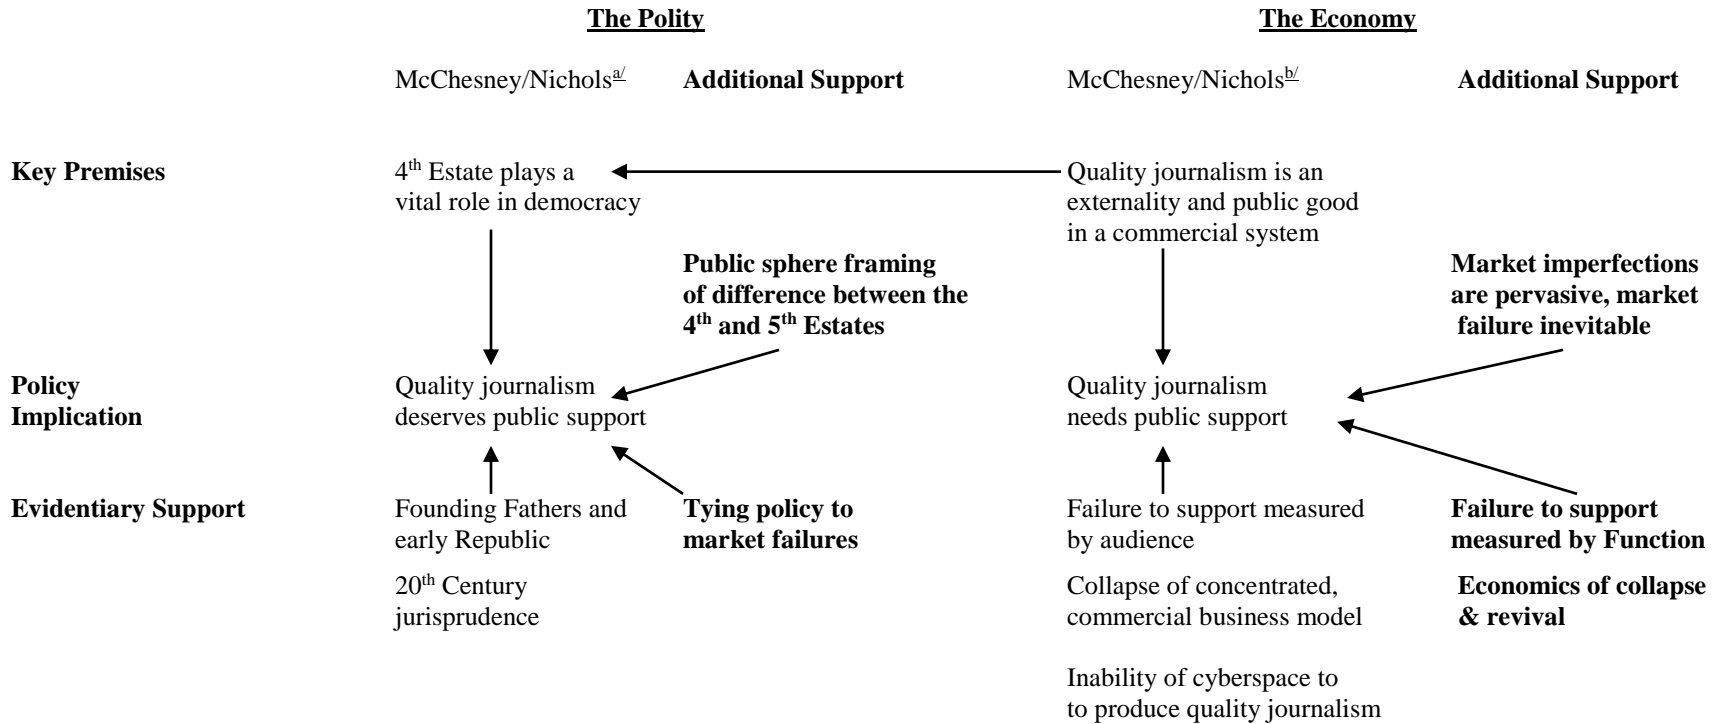 The Polity
The Economy
McChesney/Nichols a/
Additional Support
McChesney/Nichols b/
Additional Support
Key Premises
4th Estate plays a
vital role in democracy
Quality journalism is an
externality and public good
in a commercial system
Public sphere framing
of difference between the
4th and 5th Estates
Market imperfections
are pervasive, market
failure inevitable
Policy
Implication
Quality journalism
deserves public support
Quality journalism
needs public support
Evidentiary Support
Founding Fathers and
early Republic
Tying policy to
market failures
Failure to support measured
by audience
Failure to support
measured by Function
20th Century
jurisprudence
Collapse of concentrated,
commercial business model
Economics of collapse
& revival
Inability of cyberspace to
to produce quality journalism